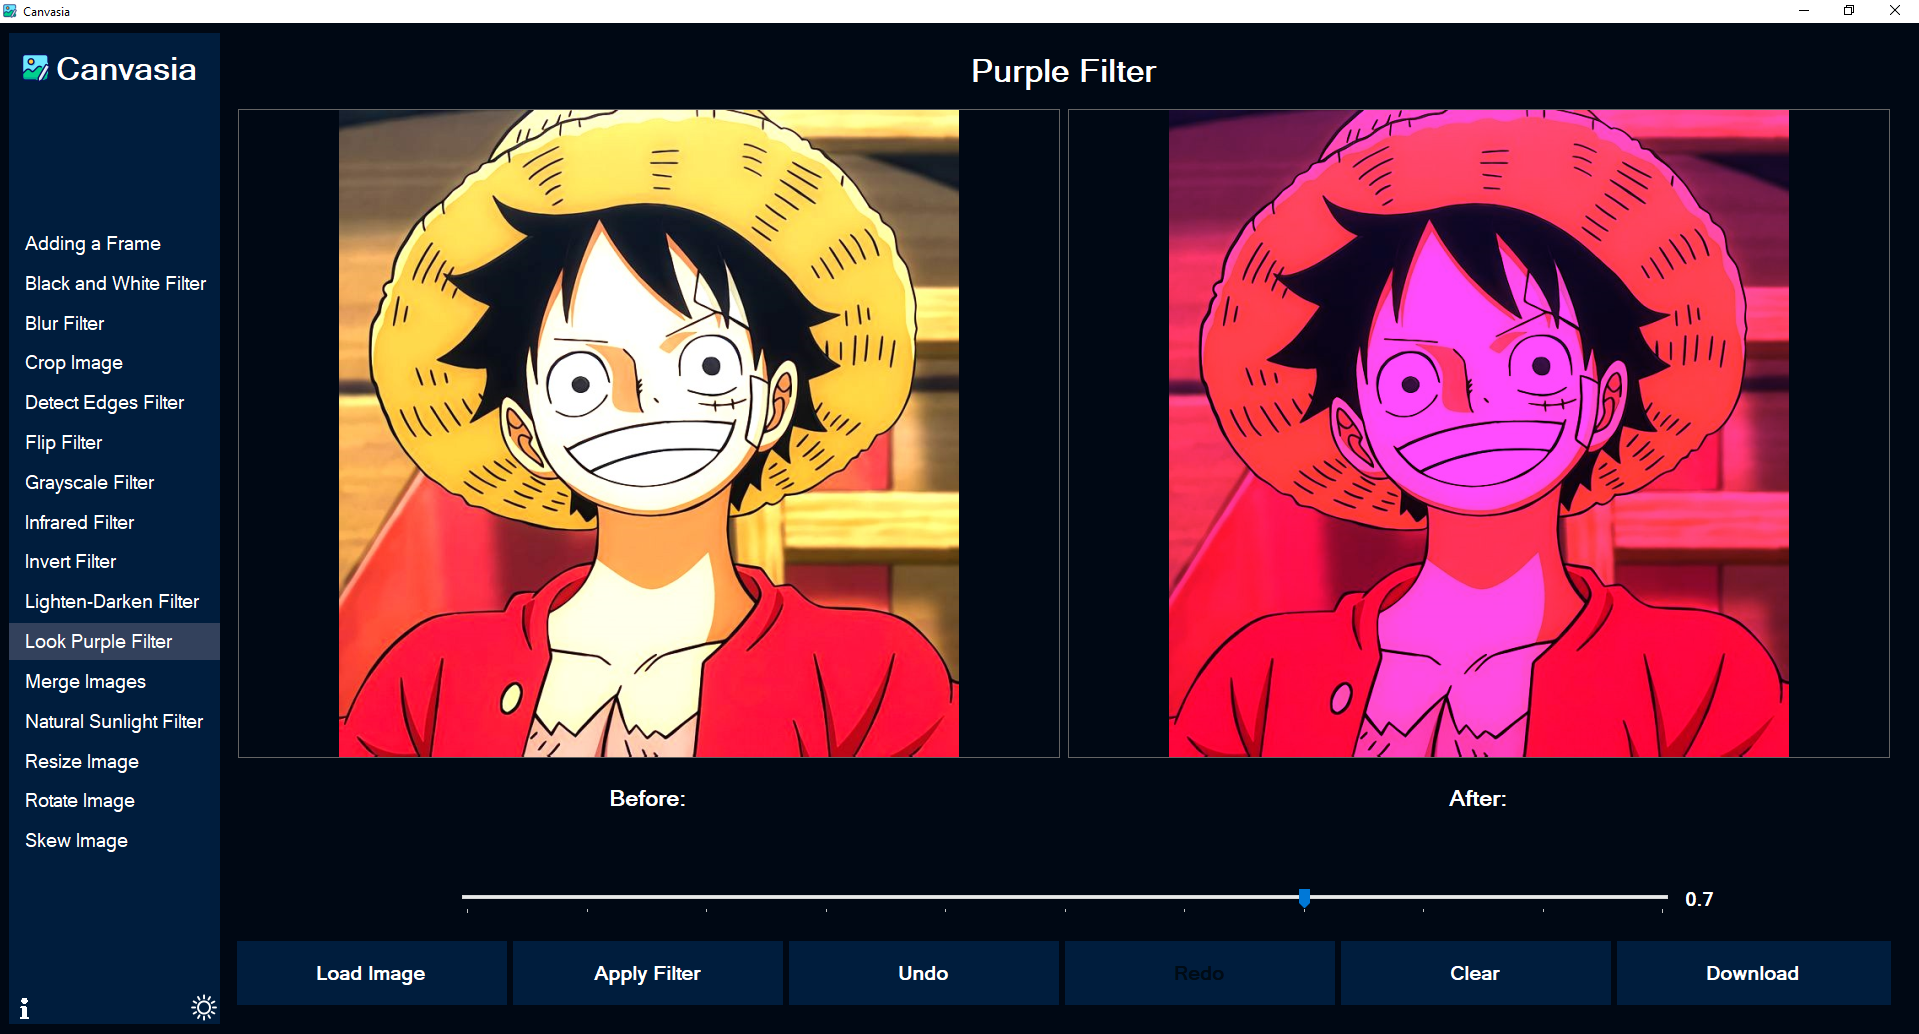 Canvasia
Canvasia
Purple Filter
Adding a Frame
Black and White Filter
Blur Filter
Crop Image
Detect Edges Filter
Flip Filter
Grayscale Filter
Infrared Filter
Invert Filter
Lighten-Darken Filter
Look Purple Filter
Merge Images
Natural Sunlight Filter
Resize Image
Rotate Image
Skew Image
Before:
After:
0.7
Load Image
Apply Filter
Undo
Redo
Clear
Download